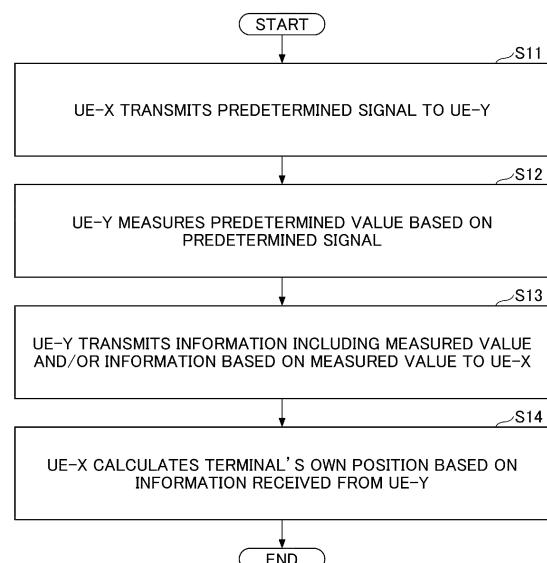 START
S11
UE-X TRANSMITS PREDETERMINED SIGNAL TO UE-Y
S12
UE-Y MEASURES PREDETERMINED VALUE BASED ON
PREDETERMINED SIGNAL
S13
UE-Y TRANSMITS INFORMATION INCLUDING MEASURED VALUE
AND/OR INFORMATION BASED ON MEASURED VALUE TO UE-X
S14
UE-X CALCULATES TERMINAL'S OWN POSITION BASED ON
INFORMATION RECEIVED FROM UE-Y
END